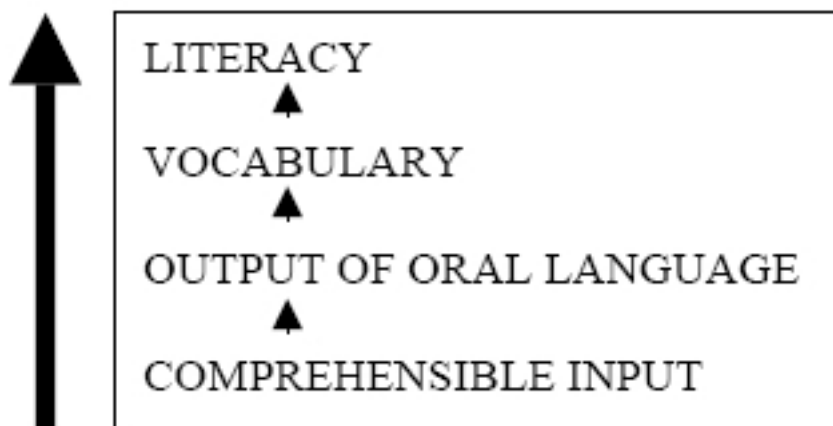 LITERACY
VOCABULARY
OUTPUT OF ORAL LANGUAGE
COMPREHENSIBLE INPUT